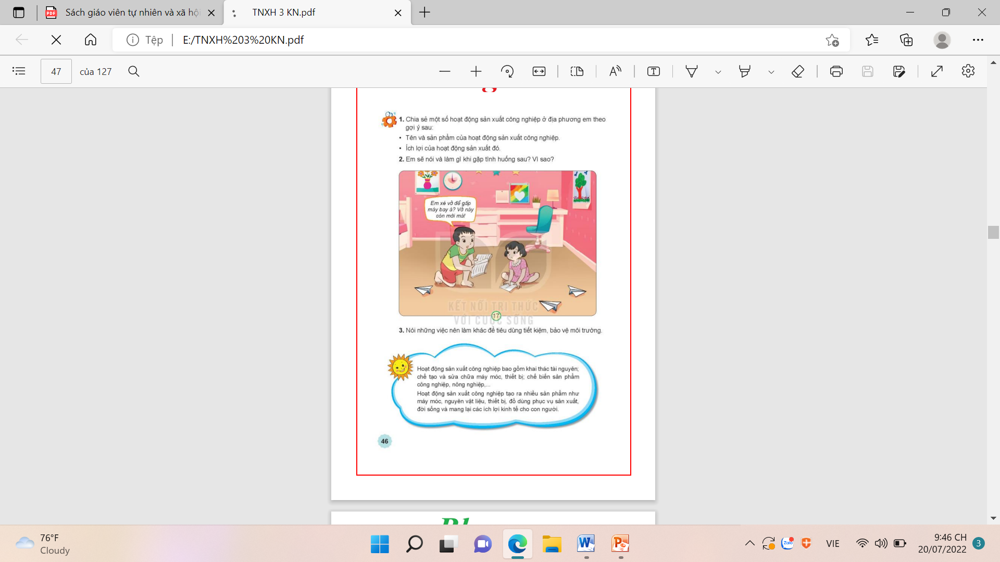 Sách giáo viên tự nhiên và xã hội
TNXH 3 KN.pdf
Tệp
E:/TNXH%203%20KN.pdf
47
của 127
1. Chia sẻ một số hoạt động sản xuất công nghiệp ở địa phương em theo
gợi ý sau:
• Tên và sản phẩm của hoạt động sản xuất công nghiệp.
• Ích lợi của hoạt động sản xuất đó.
2. Em sẽ nói và làm gì khi gặp tình huống sau? Vì sao?
Em xé vở để gấp
máy bay à? Vở này
còn mới mà!
KẾT NỐI TRI THỨC
VỚI CUỘC SỐNG
17
3. Nói những việc nên làm khác để tiêu dùng tiết kiệm, bảo vệ môi trường.
Hoạt động sản xuất công nghiệp bao gồm khai thác tài nguyên;
chế tạo và sửa chữa máy móc, thiết bị; chế biến sản phẩm
công nghiệp, nông nghiệp,...
Hoạt động sản xuất công nghiệp tạo ra nhiều sản phẩm như
máy móc, nguyên vật liệu, thiết bị, đồ dùng phục vụ sản xuất,
đời sống và mang lại các ích lợi kinh tế cho con người.
46
76°F
Cloudy
Zalo
VIE
9:46 CH
20/07/2022
3